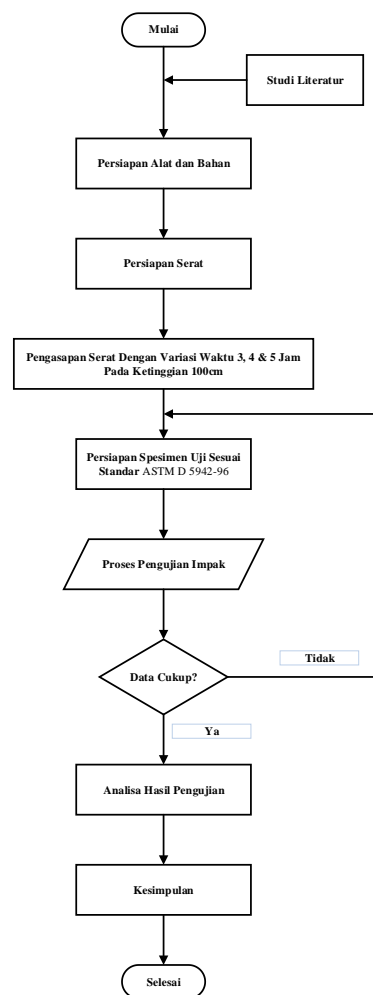 Mulai
Studi Literatur
Persiapan Alat dan Bahan
Persiapan Serat
Pengasapan Serat Dengan Variasi Waktu 3, 4 & 5 Jam
Pada Ketinggian 100cm
Persiapan Spesimen Uji Sesuai
Standar ASTM D 5942-96
Proses Pengujian Impak
Data Cukup?
Tidak
Ya
Analisa Hasil Pengujian
Kesimpulan
Selesai